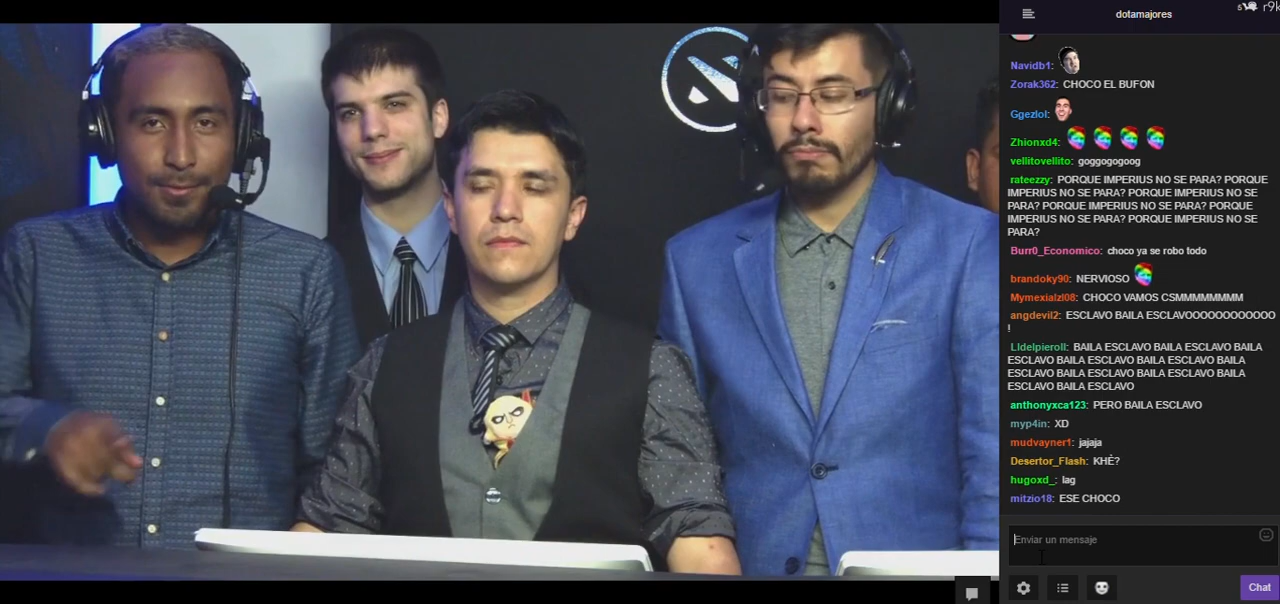 dotamajores
r9k
Navidb1:
Zorak362: CHOCO EL BUFON
Ggezlol:
Zhionxd4:
vellitovellito: goggogogoog
rateezzy: PORQUE IMPERIUS NO SE PARA? PORQUE
IMPERIUS NO SE PARA? PORQUE IMPERIUS NO SE
PARA? PORQUE IMPERIUS NO SE PARA? PORQUE
IMPERIUS NO SE PARA? PORQUE IMPERIUS NO SE
PARA?
Burr0_Economico: choco ya se robo todo
brandoky90: NERVIOSO
Mymexialzl08: CHOCO VAMOS CSMMMMMMMM
angdevil2: ESCLAVO BAILA ESCLAVOOOOOOOOOOOO
!
Lldelpieroll: BAILA ESCLAVO BAILA ESCLAVO BAILA
ESCLAVO BAILA ESCLAVO BAILA ESCLAVO BAILA
ESCLAVO BAILA ESCLAVO BAILA ESCLAVO BAILA
ESCLAVO BAILA ESCLAVO
anthonyxca123: PERO BAILA ESCLAVO
myp4in: XD
mudvayner1: jajaja
Desertor_Flash: KHÉ?
hugoxd_: lag
mitzio18: ESE CHOCO
Enviar un mensaje
Chat